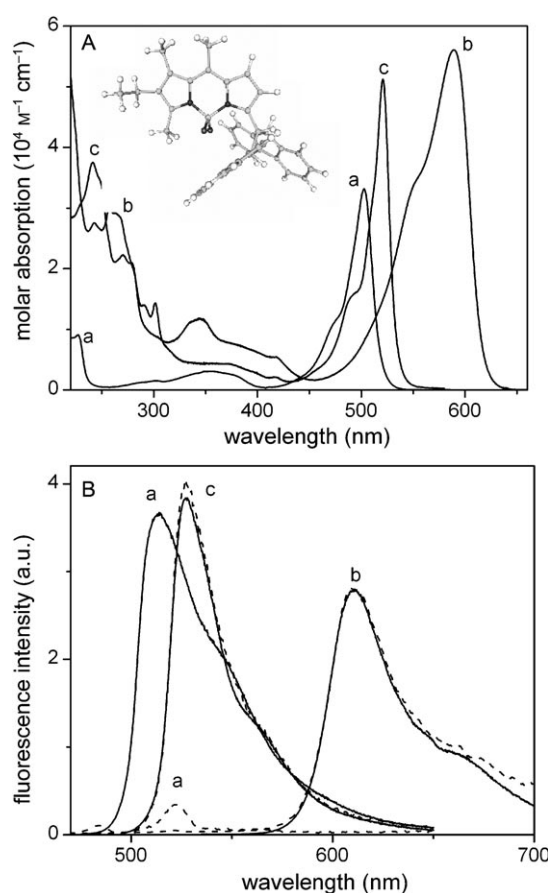 A
6
4
2
0
molar absorption (10⁴ M⁻¹ cm⁻¹)
c
b
a
a
c
b
300
400
500
600
wavelength (nm)
B
4
2
0
fluorescence intensity (a.u.)
a
c
b
a
500
600
700
wavelength (nm)